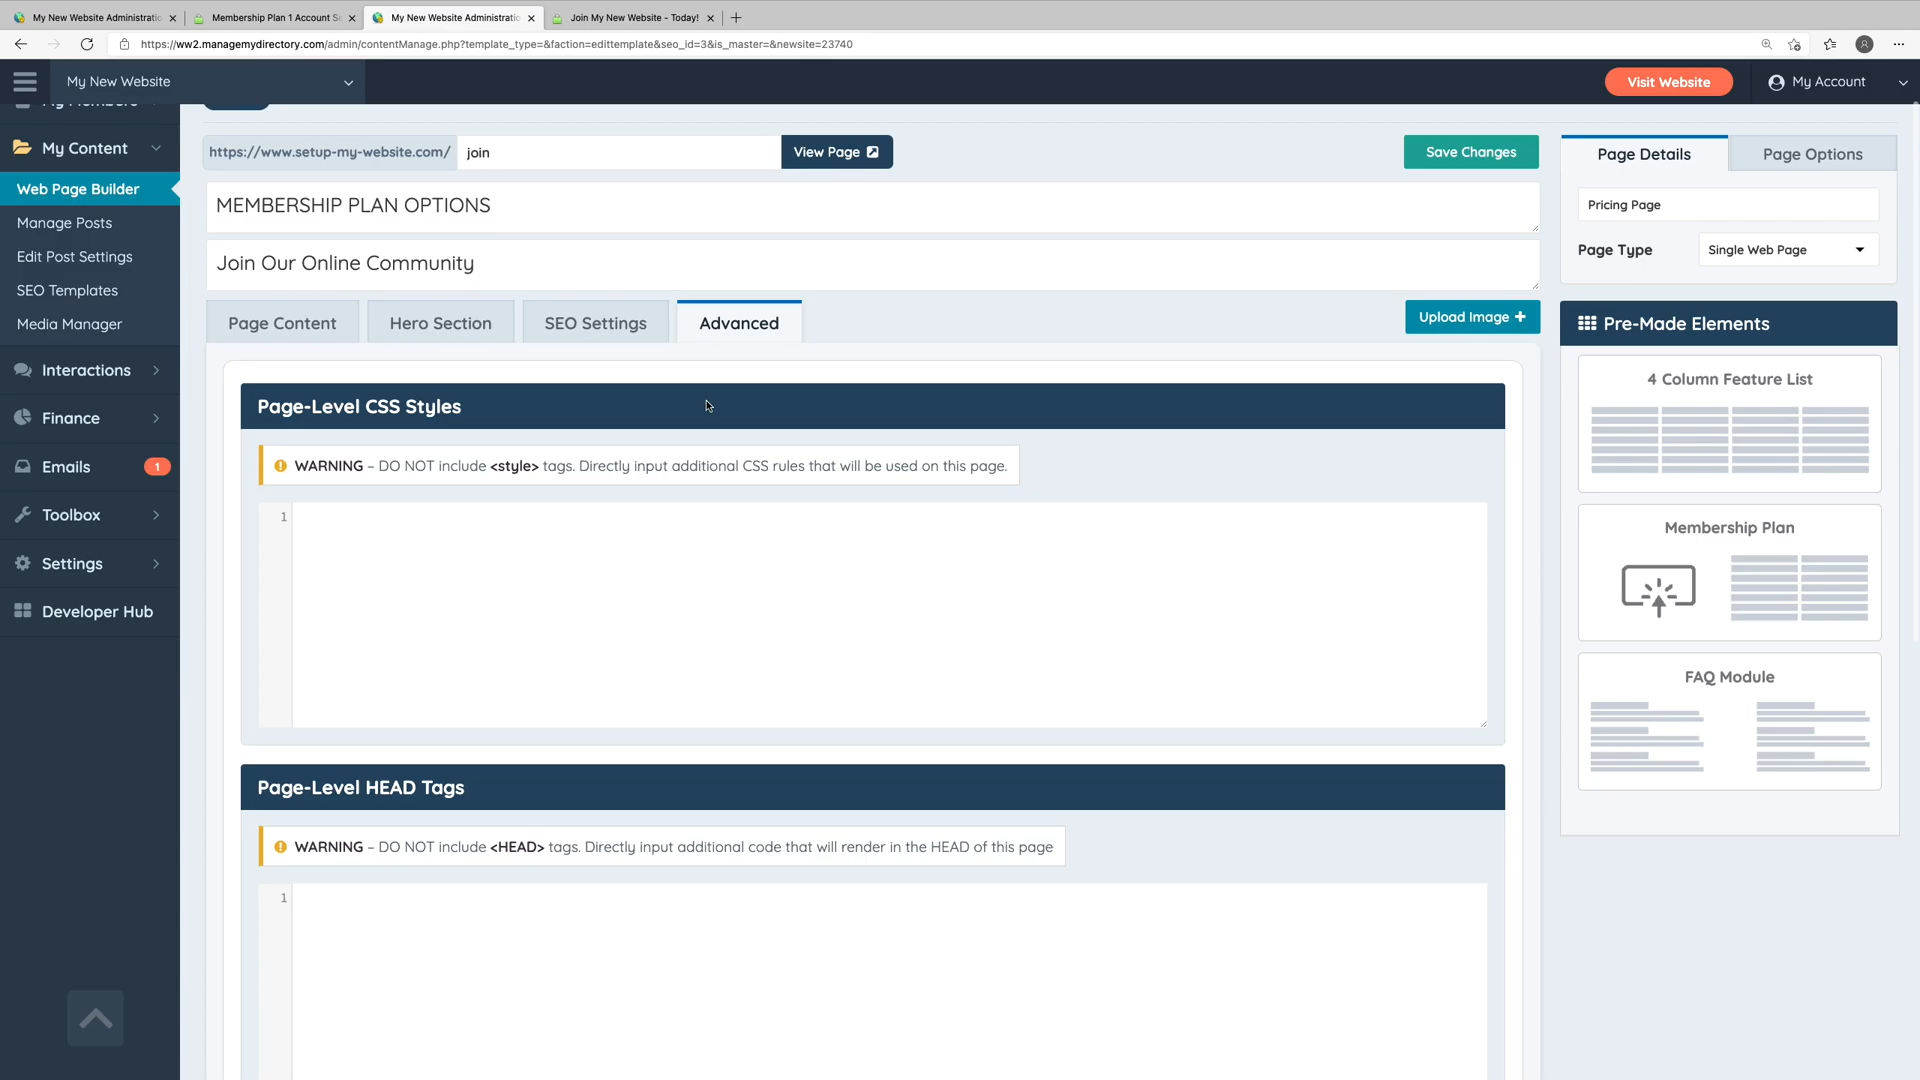 My New Website Administratio
Membership Plan 1 Account Se
My New Website Administratio
Join My New Website - Today!
https://ww2.managemydirectory.com/admin/contentManage.php?template_type=&faction=edittemplate&seo_id=3&is_master=&newsite=23740
My New Website
Visit Website
My Account
My Members
My Content
Web Page Builder
Manage Posts
Edit Post Settings
SEO Templates
Media Manager
Interactions
Finance
Emails
1
Toolbox
Settings
Developer Hub
https://www.setup-my-website.com/
join
View Page
Save Changes
MEMBERSHIP PLAN OPTIONS
Join Our Online Community
Page Content
Hero Section
SEO Settings
Advanced
Upload Image +
Page-Level CSS Styles
WARNING – DO NOT include <style> tags. Directly input additional CSS rules that will be used on this page.
1
Page-Level HEAD Tags
WARNING – DO NOT include <HEAD> tags. Directly input additional code that will render in the HEAD of this page
1
Page Details
Page Options
Pricing Page
Page Type
Single Web Page
Pre-Made Elements
4 Column Feature List
Membership Plan
FAQ Module